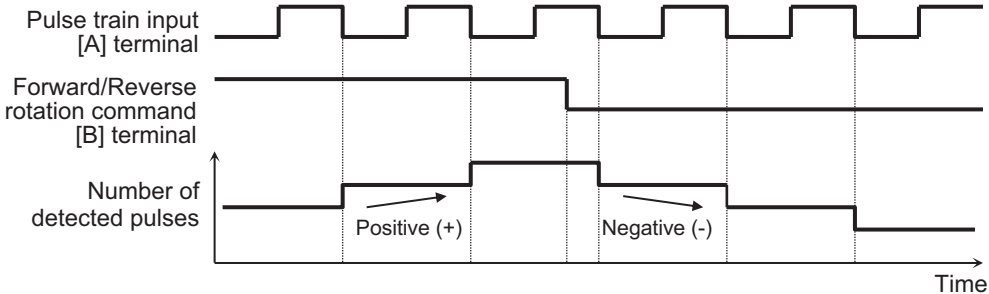 Pulse train input
[A] terminal
Forward/Reverse
rotation command
[B] terminal
Number of
detected pulses
Positive (+)
Negative (-)
Time